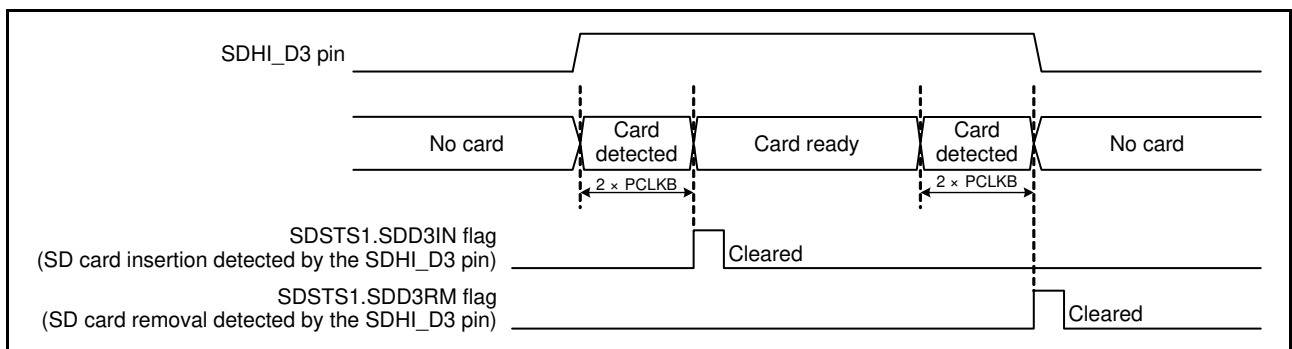 SDHI_D3 pin
No card
Card
detected
Card ready
Card
detected
No card
2 × PCLKB
2 × PCLKB
SDSTS1.SDD3IN flag
(SD card insertion detected by the SDHI_D3 pin)
Cleared
SDSTS1.SDD3RM flag
(SD card removal detected by the SDHI_D3 pin)
Cleared